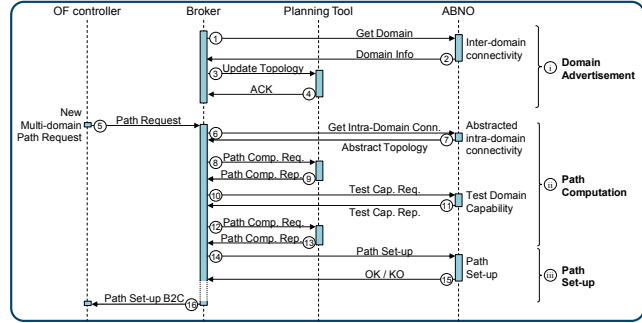 OF controller Broker Planning Tool ABNO
1 Get Domain
Domain Info 2
Inter-domain
connectivity
3 Update Topology
ACK 4
i Domain
Advertisement
New
Multi-domain
Path Request
5 Path Request
6 Get Intra-Domain Conn.
Abstract Topology 7
Abstracted
intra-domain
connectivity
8 Path Comp. Req.
Path Comp. Rep. 9
10 Test Cap. Req.
Test Cap. Rep. 11
Test Domain
Capability
12 Path Comp. Req.
Path Comp. Rep. 13
ii Path
Computation
14 Path Set-up
OK / KO 15
Path
Set-up
Path Set-up B2C 16
iii Path
Set-up